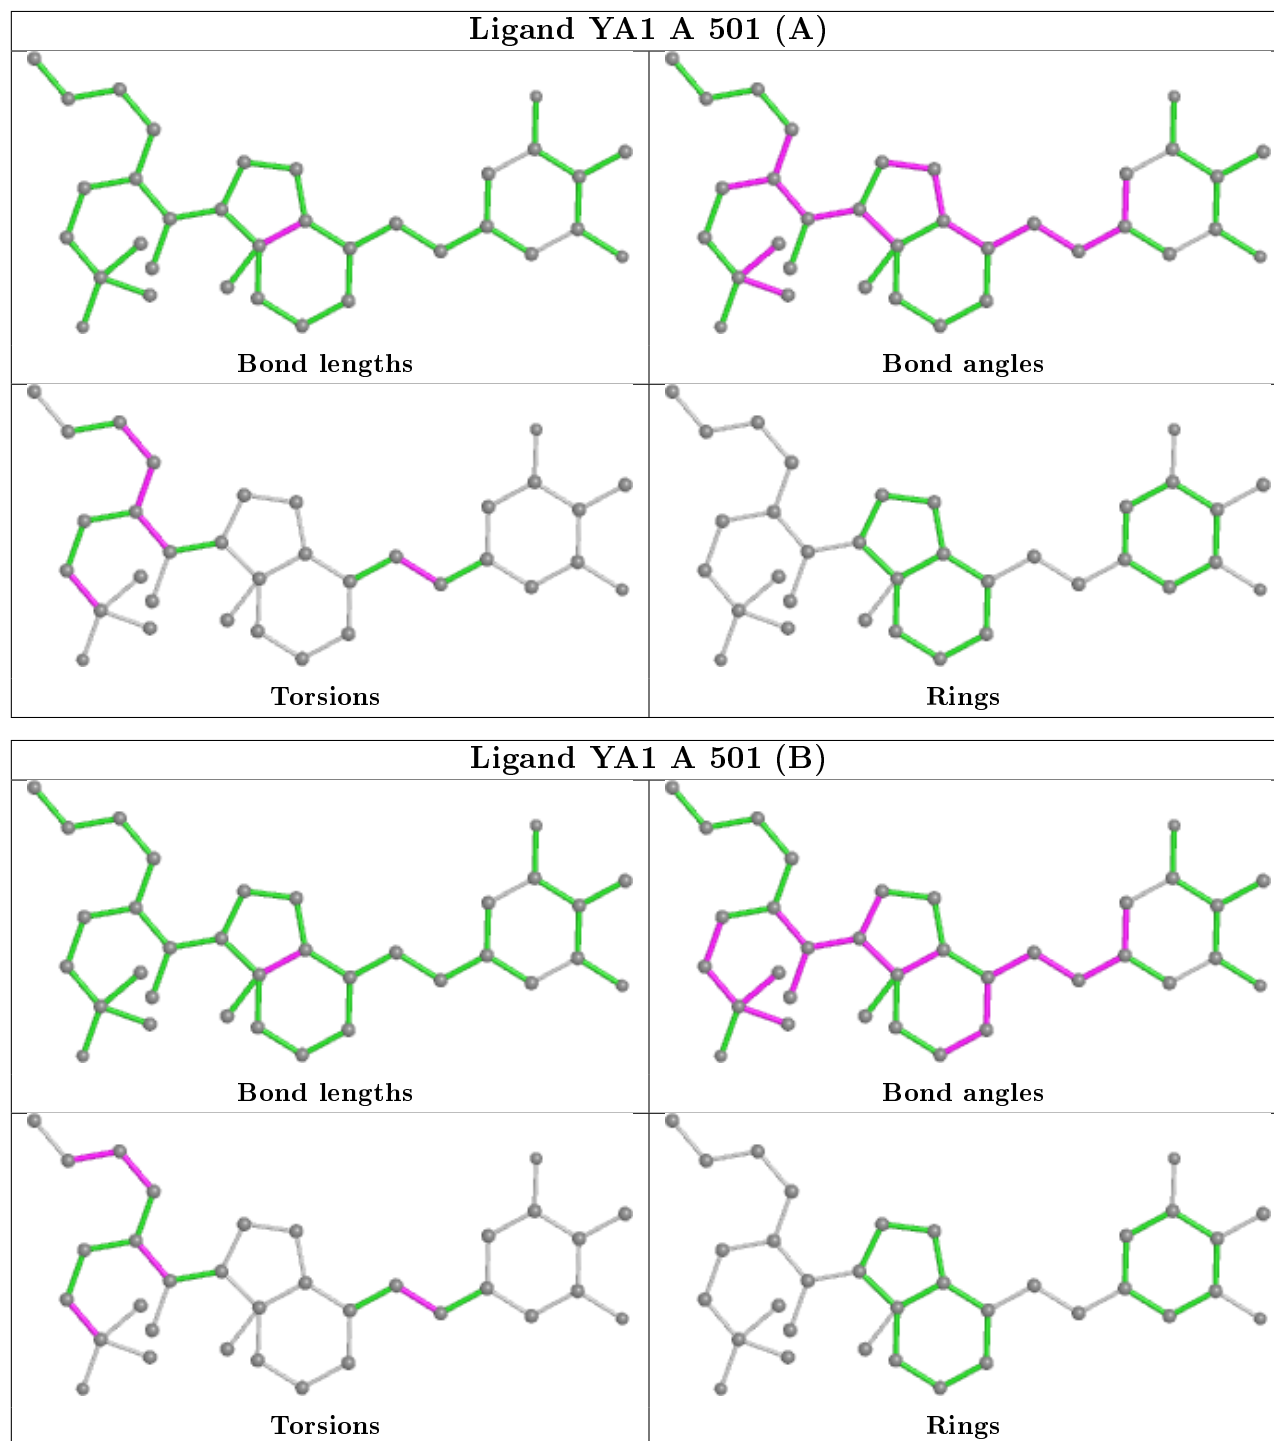 Ligand YA1 A 501 (A)
Bond lengths
Bond angles
Torsions
Rings
Ligand YA1 A 501 (B)
Bond lengths
Bond angles
Torsions
Rings